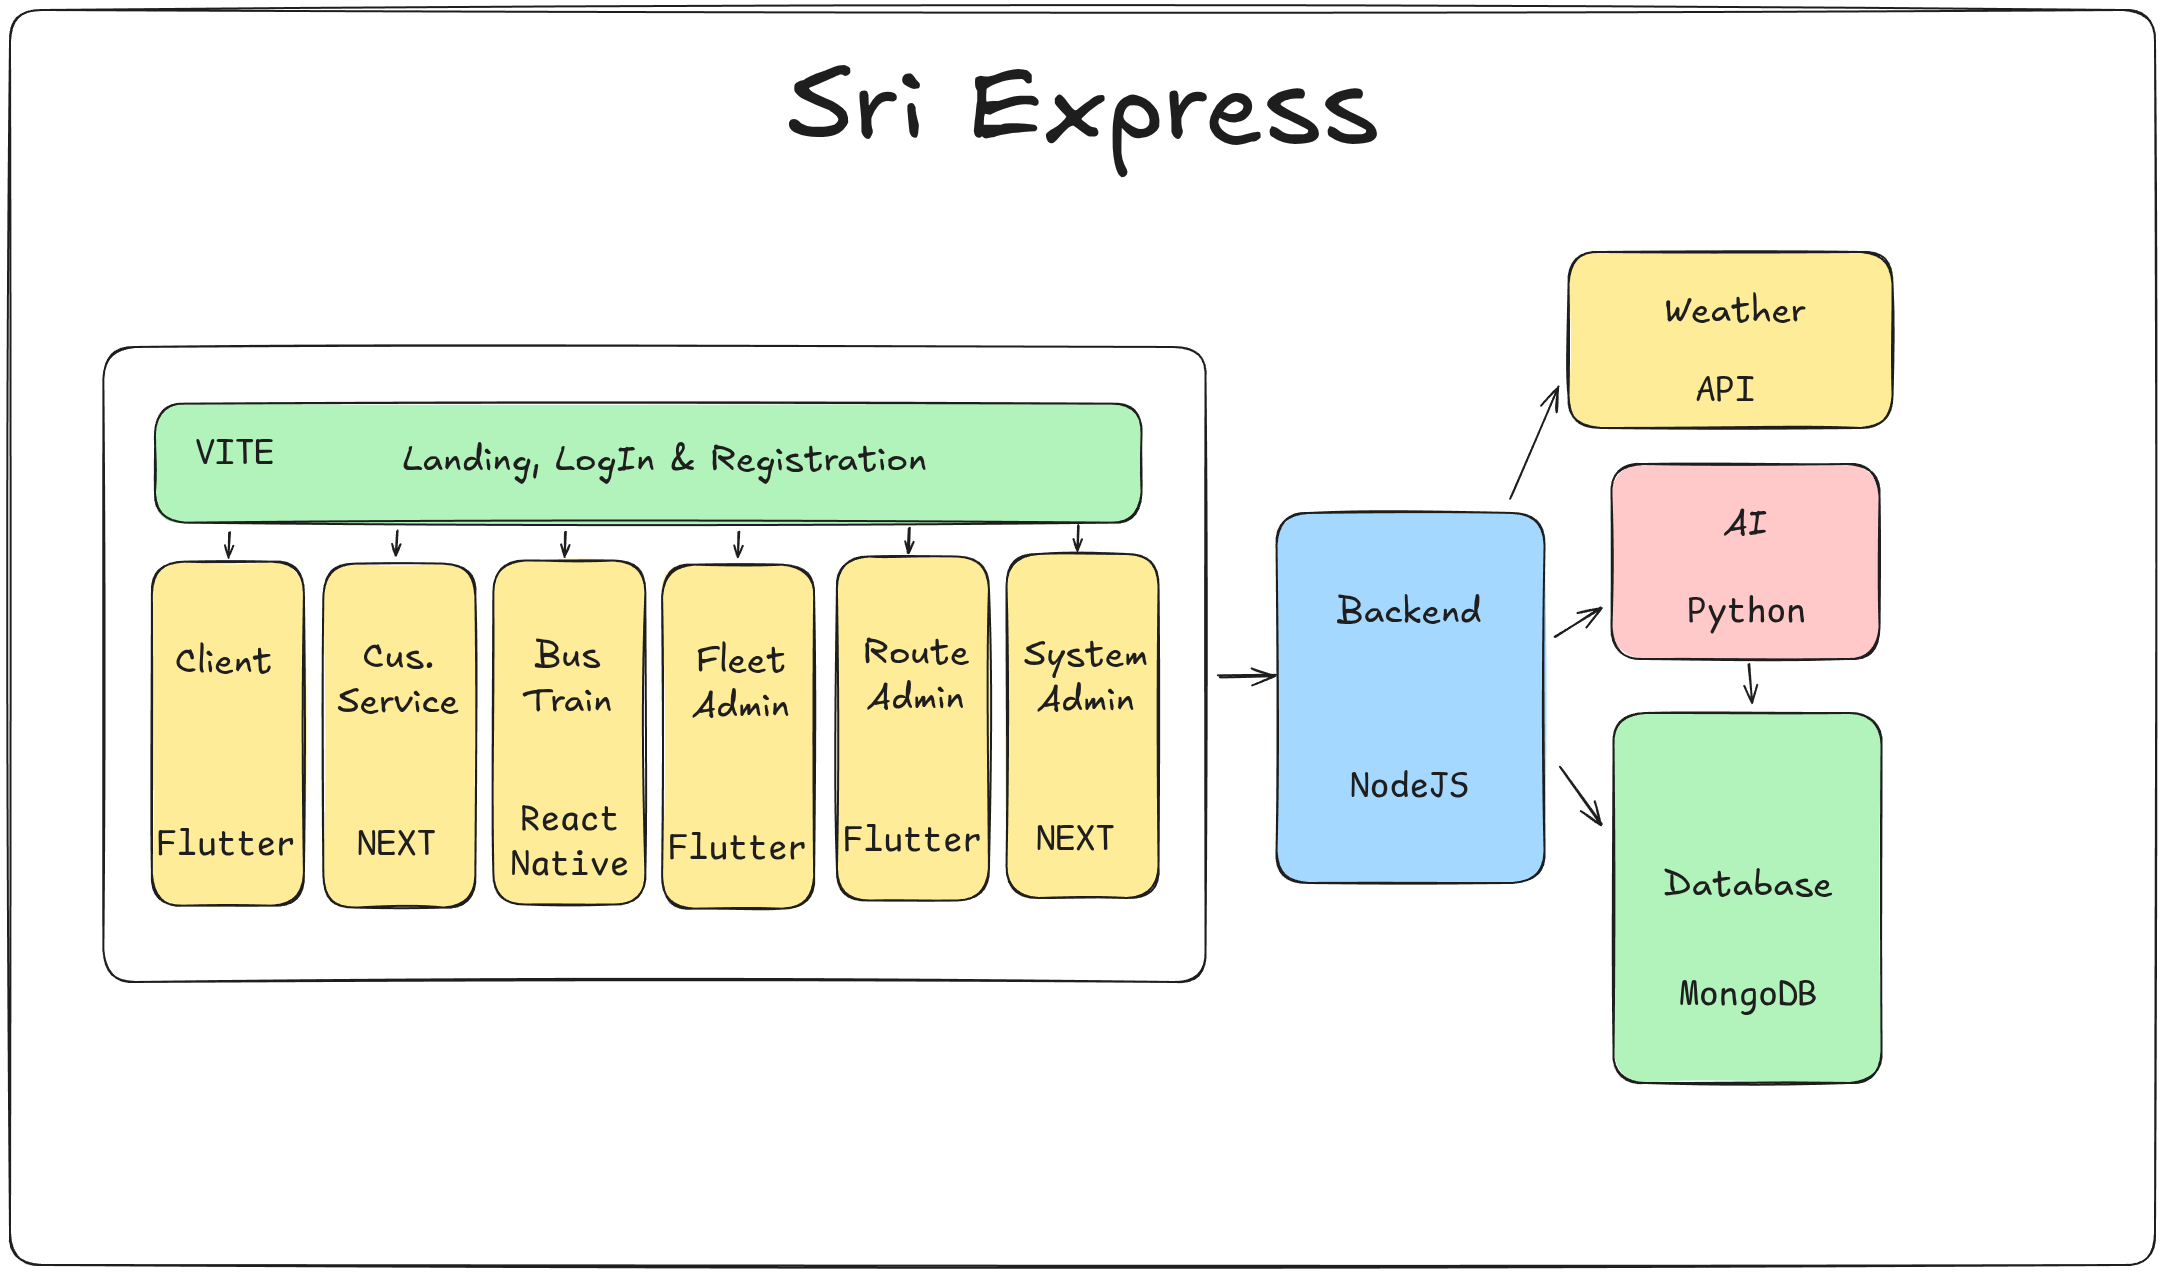 Sri Express
VITE
Landing, LogIn & Registration
Client
Flutter
Cus.
Service
NEXT
Bus
Train
React
Native
Fleet
Admin
Flutter
Route
Admin
Flutter
System
Admin
NEXT
Backend
NodeJS
Weather
API
AI
Python
Database
MongoDB